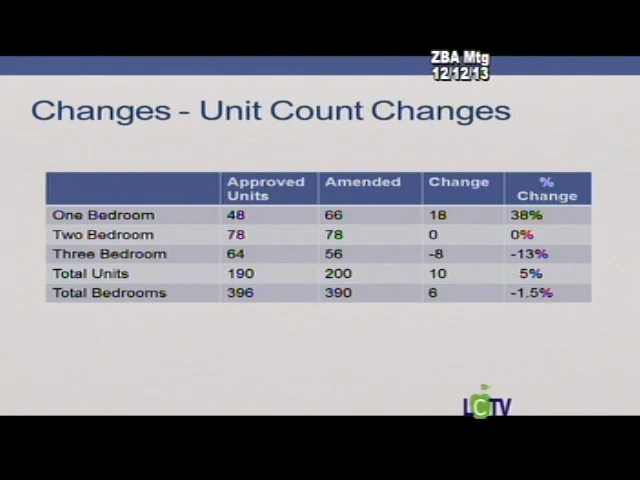 ZBA Mtg
12/12/13
Changes - Unit Count Changes
Approved Units Amended Change % Change
One Bedroom 48 66 18 38%
Two Bedroom 78 78 0 0%
Three Bedroom 64 56 -8 -13%
Total Units 190 200 10 5%
Total Bedrooms 396 390 6 -1.5%
LCTV